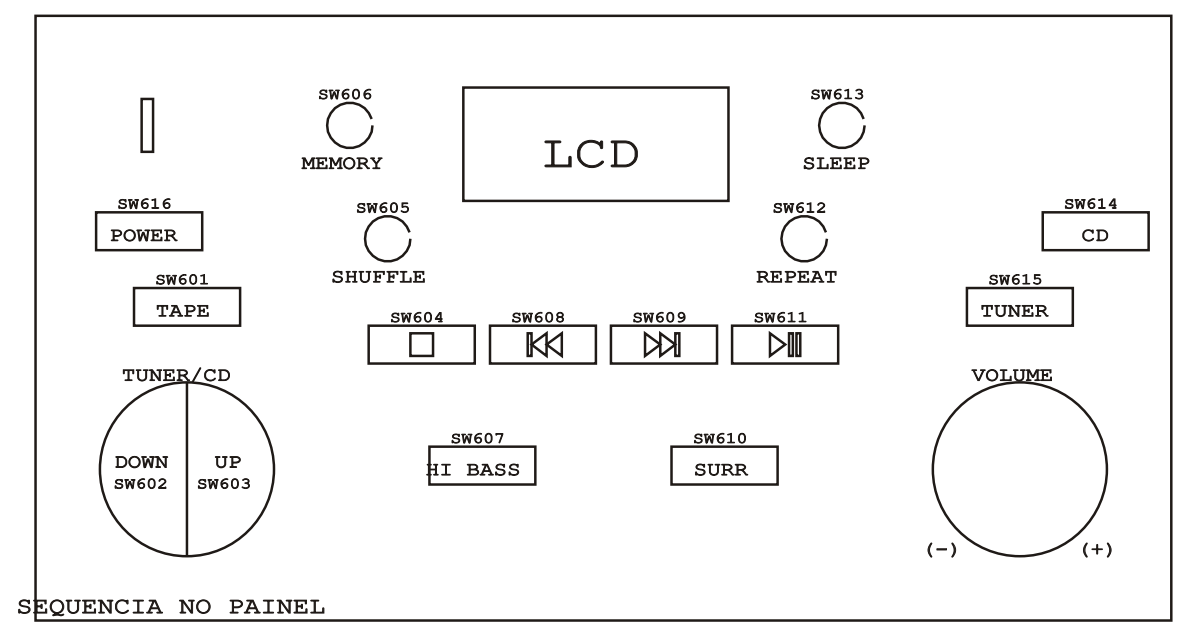 SW606
SW613
LCD
MEMORY
SLEEP
SW616
SW605
SW612
SW614
POWER
CD
SHUFFLE
REPEAT
SW601
SW615
TAPE
TUNER
SW604
SW608
SW609
SW611
TUNER/CD
VOLUME
SW607
SW610
DOWN
UP
HI BASS
SURR
SW602
SW603
(-)
(+)
SEQUENCIA NO PAINEL